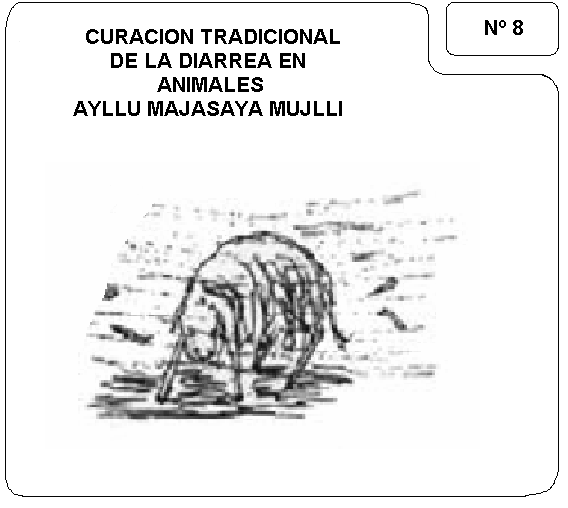 CURACION TRADICIONAL
DE LA DIARREA EN
ANIMALES
AYLLU MAJASAYA MUJLLI
Nº 8